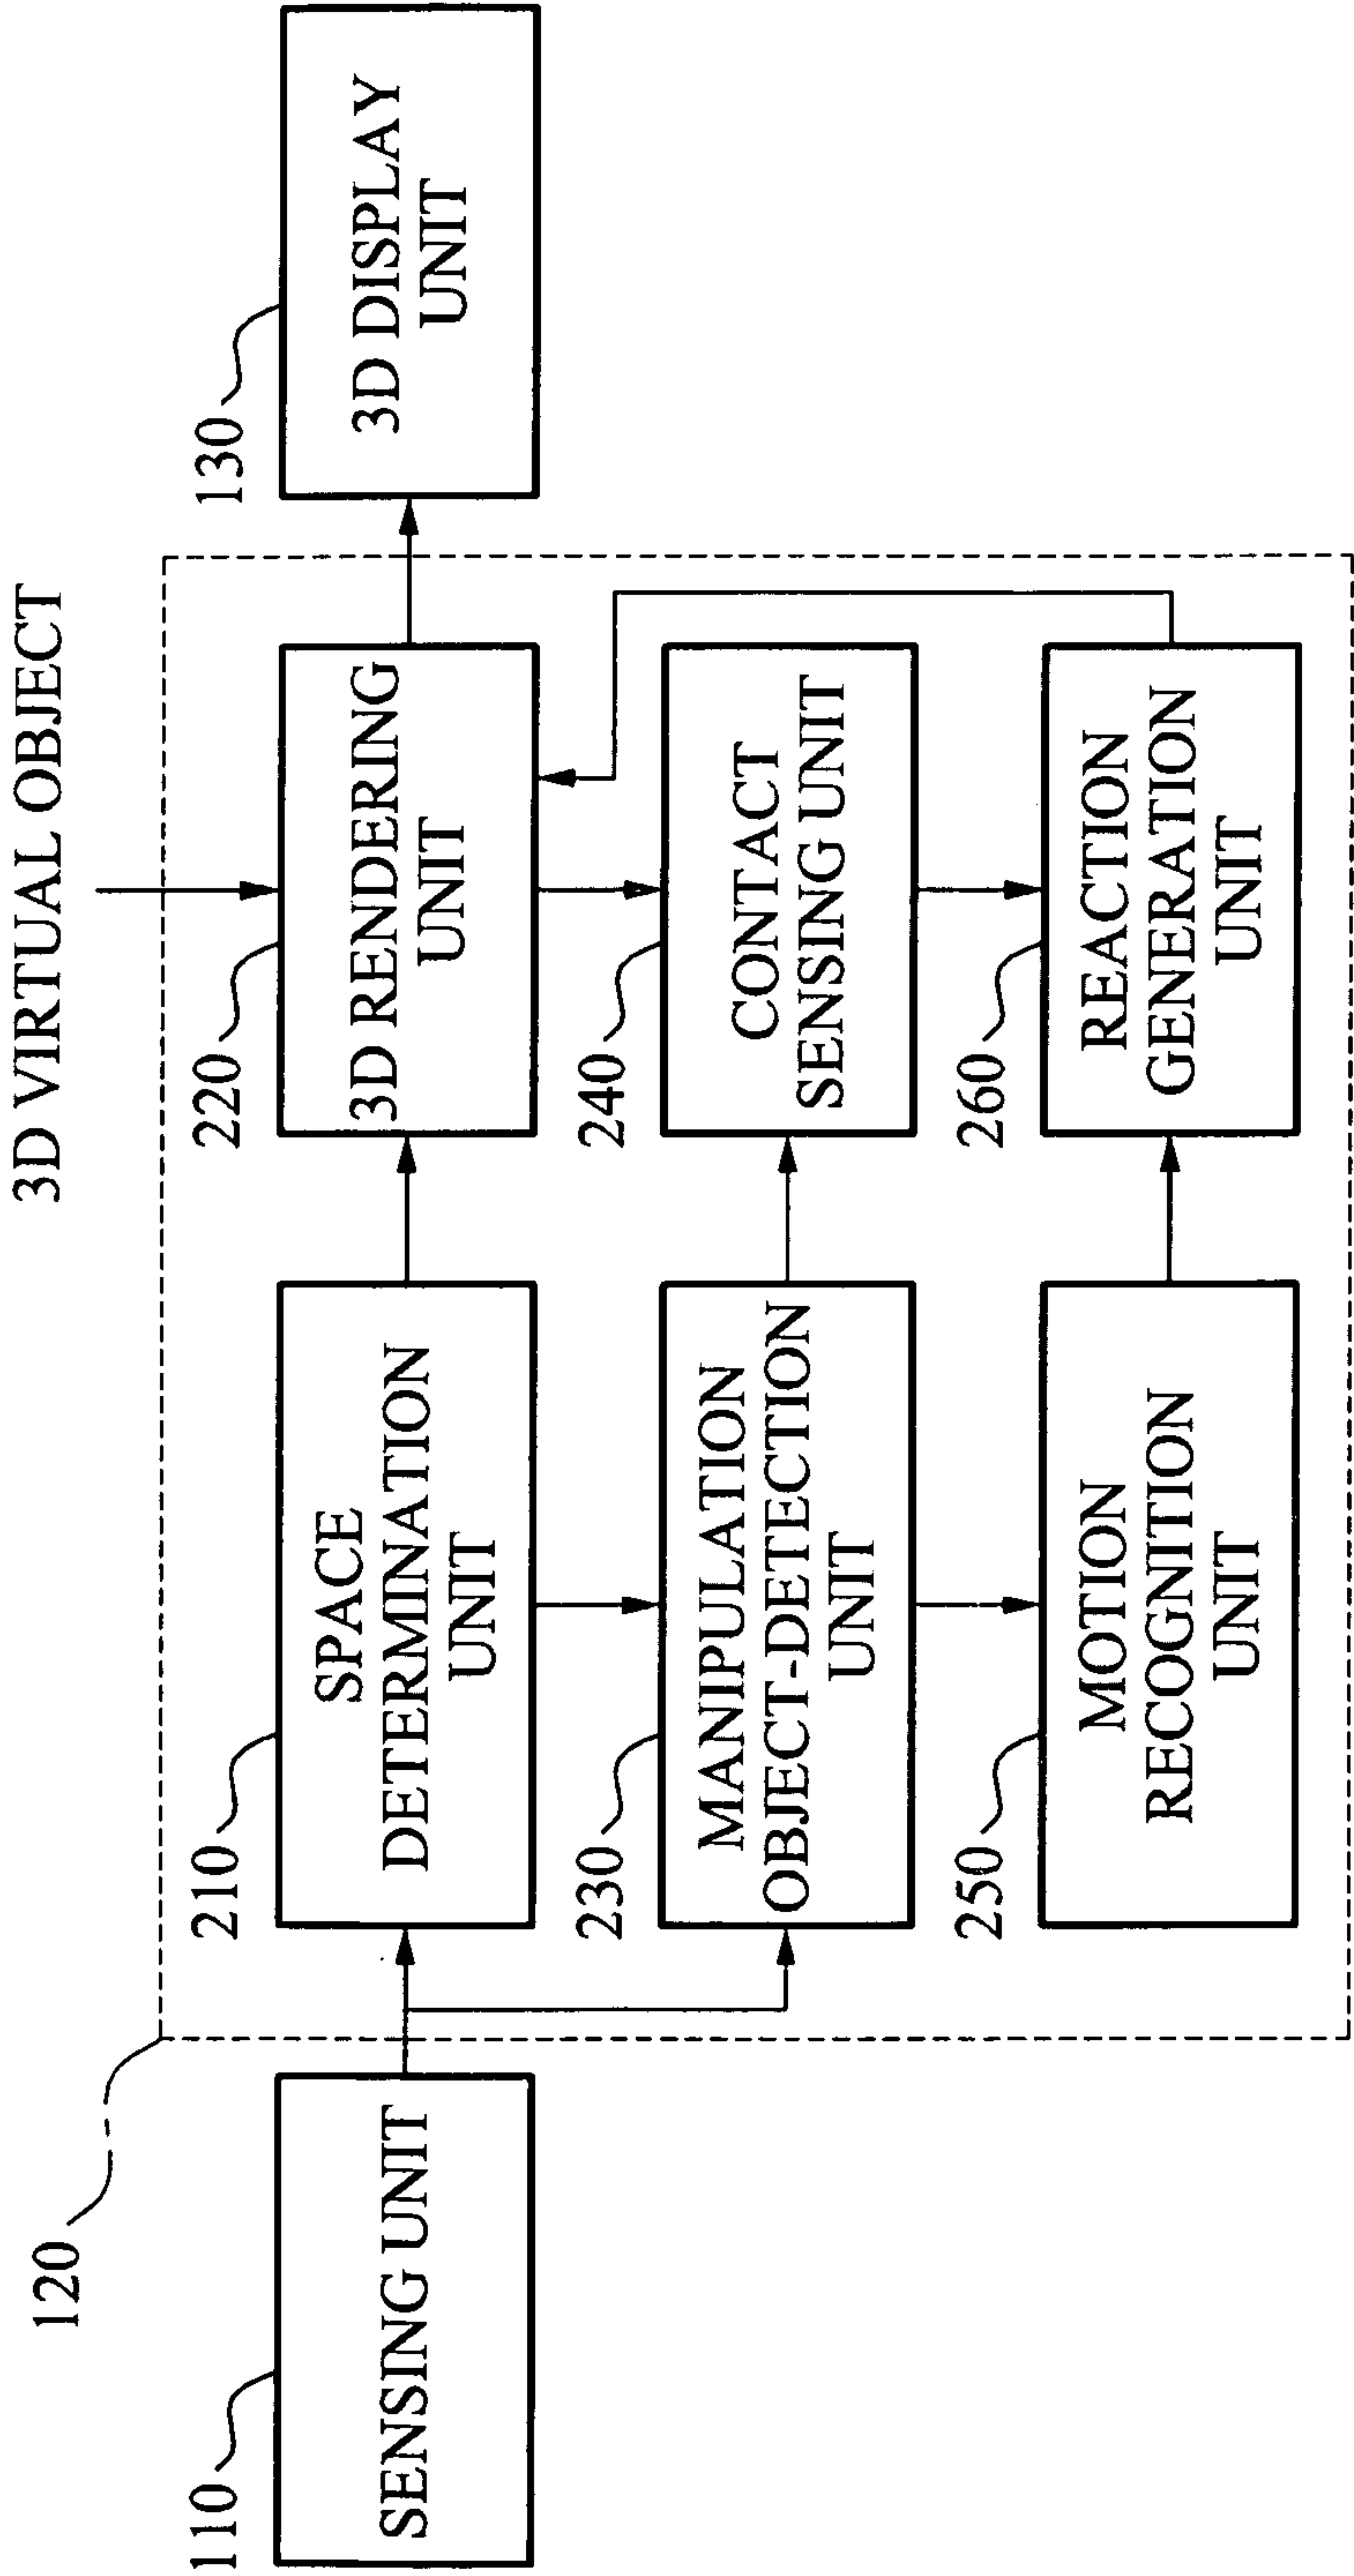 3D VIRTUAL OBJECT
120
110
SENSING UNIT
210
SPACE
DETERMINATION
UNIT
220
3D RENDERING
UNIT
130
3D DISPLAY
UNIT
230
MANIPULATION
OBJECT-DETECTION
UNIT
240
CONTACT
SENSING UNIT
250
MOTION
RECOGNITION
UNIT
260
REACTION
GENERATION
UNIT